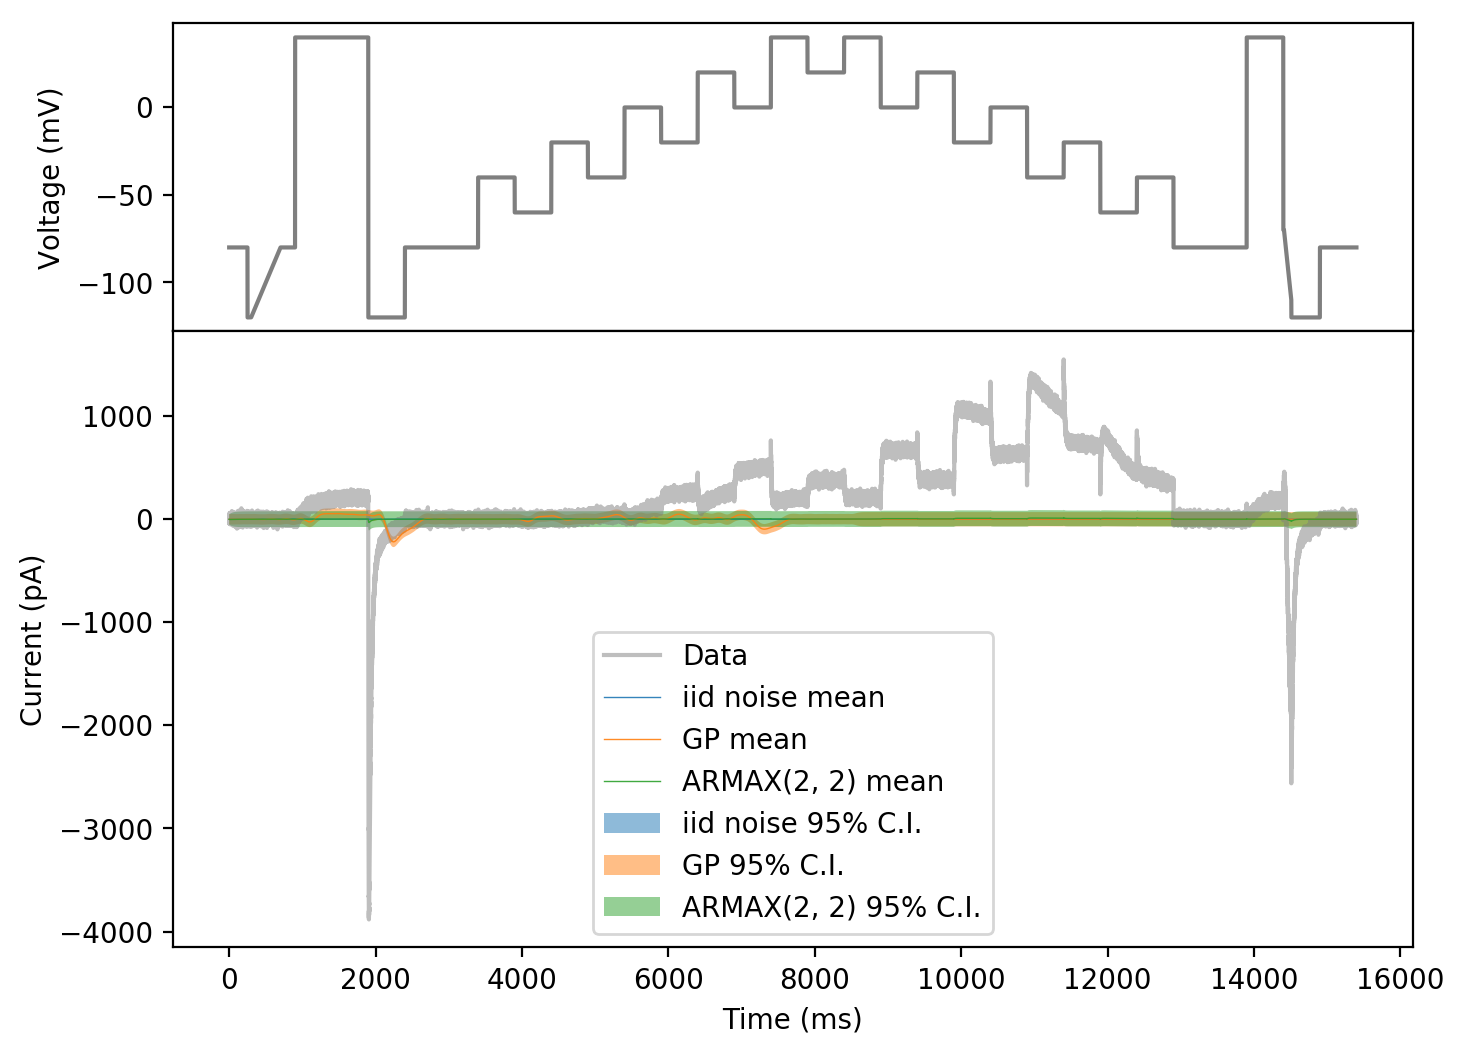 Voltage (mV)
0
−50
−100
Current (pA)
1000
0
−1000
−2000
−3000
−4000
Data
iid noise mean
GP mean
ARMAX(2, 2) mean
iid noise 95% C.I.
GP 95% C.I.
ARMAX(2, 2) 95% C.I.
0 2000 4000 6000 8000 10000 12000 14000 16000
Time (ms)